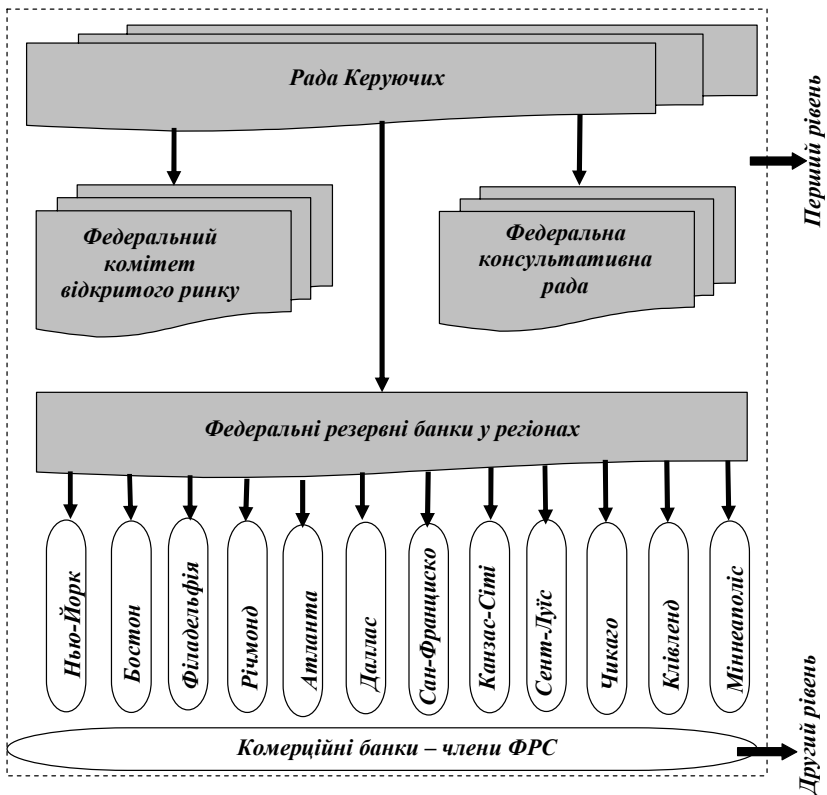 Рада Керуючих
Перший рівень
Федеральний
комітет
відкритого ринку
Федеральна
консультативна
рада
Федеральні резервні банки у регіонах
Нью-Йорк
Бостон
Філадельфія
Річмонд
Атланта
Даллас
Сан-Франциско
Канзас-Сіті
Сент-Луїс
Чикаго
Клівленд
Міннеаполіс
Комерційні банки – члени ФРС
Другий рівень